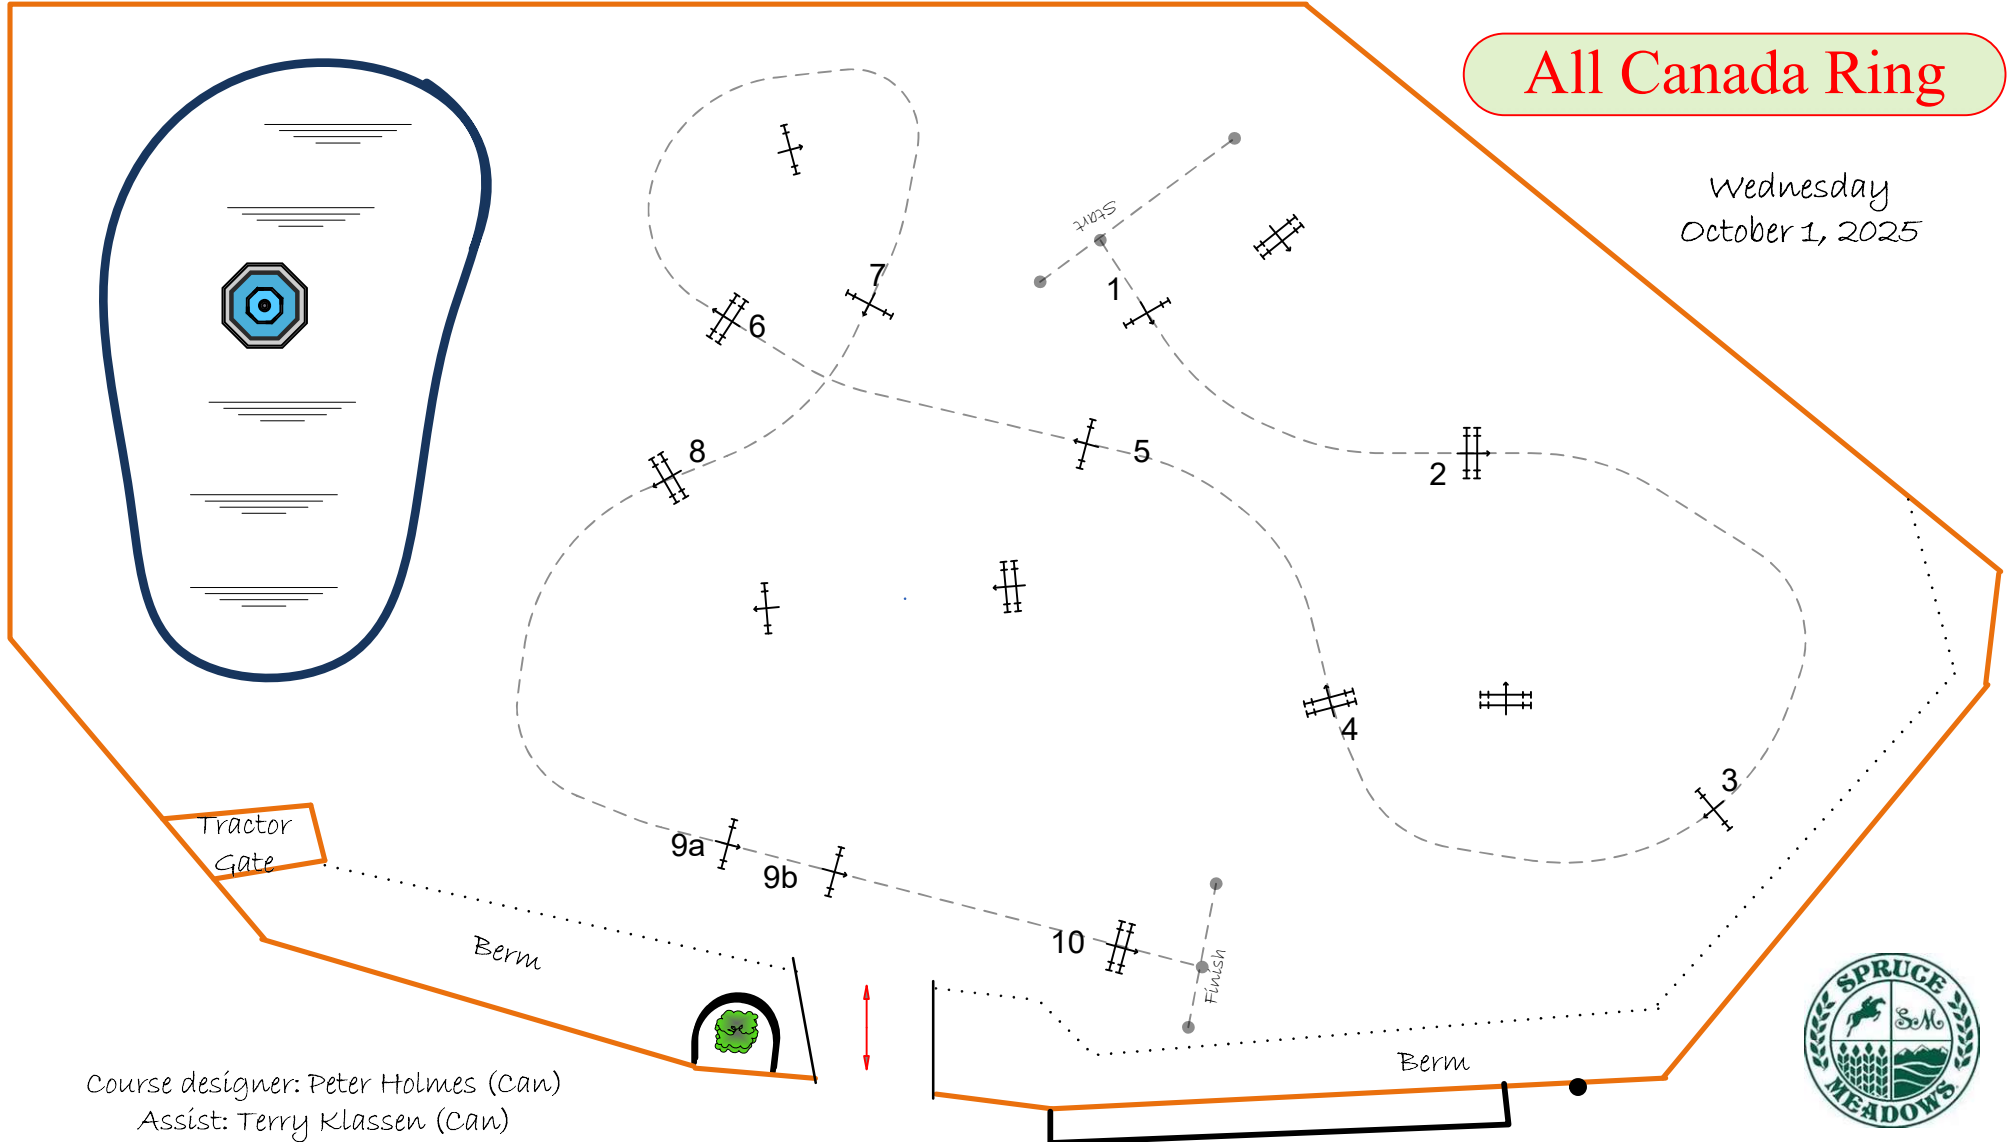 All Canada Ring
Wednesday
October 1, 2025
Start
1
2
3
4
5
6
7
8
9a
9b
10
Finish
Tractor
Gate
Berm
Berm
Course designer: Peter Holmes (Can)
Assist: Terry Klassen (Can)
SPRUCE
SM
MEADOWS